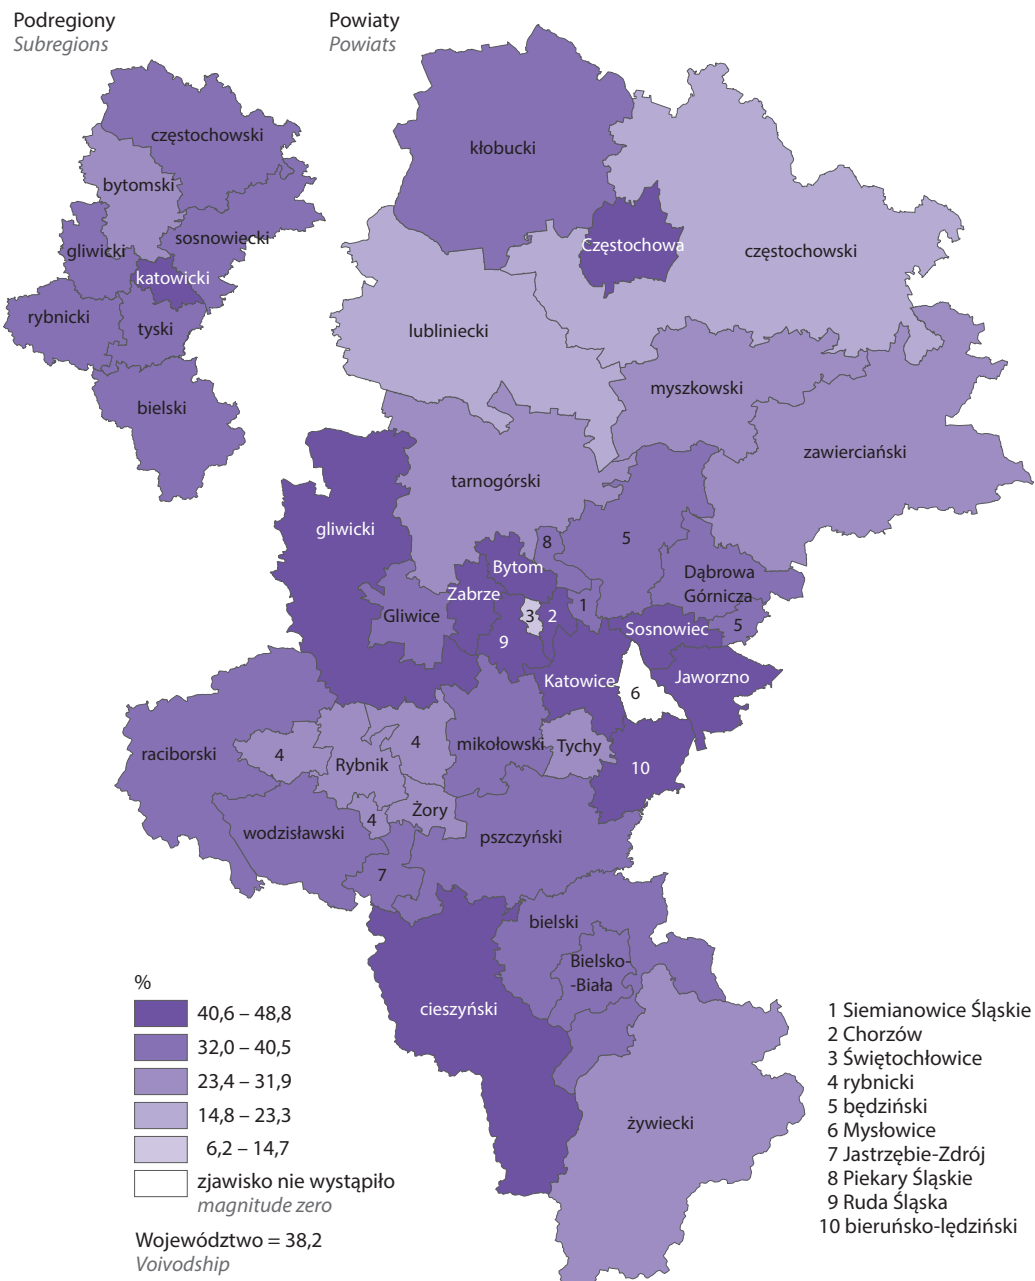 Podregiony
Subregions
Powiaty
Powiats
częstochowski
bytomski
sosnowiecki
gliwicki
katowicki
rybnicki
tyski
bielski
kłobucki
Częstochowa
częstochowski
lubliniecki
myszkowski
zawierciański
tarnogórski
gliwicki
8
5
Bytom
Dąbrowa
Górnicza
Zabrze
1
Gliwice
3
2
5
Sosnowiec
9
Katowice
6
Jaworzno
raciborski
4
4
mikołowski
Tychy
Rybnik
10
4
Żory
wodzisławski
pszczyński
7
bielski
Bielsko-
-Biała
cieszyński
żywiecki
%
40,6 – 48,8
32,0 – 40,5
23,4 – 31,9
14,8 – 23,3
6,2 – 14,7
zjawisko nie wystąpiło
magnitude zero
Województwo = 38,2
Voivodship
1 Siemianowice Śląskie
2 Chorzów
3 Świętochłowice
4 rybnicki
5 będziński
6 Mysłowice
7 Jastrzębie-Zdrój
8 Piekary Śląskie
9 Ruda Śląska
10 bieruńsko-lędziński